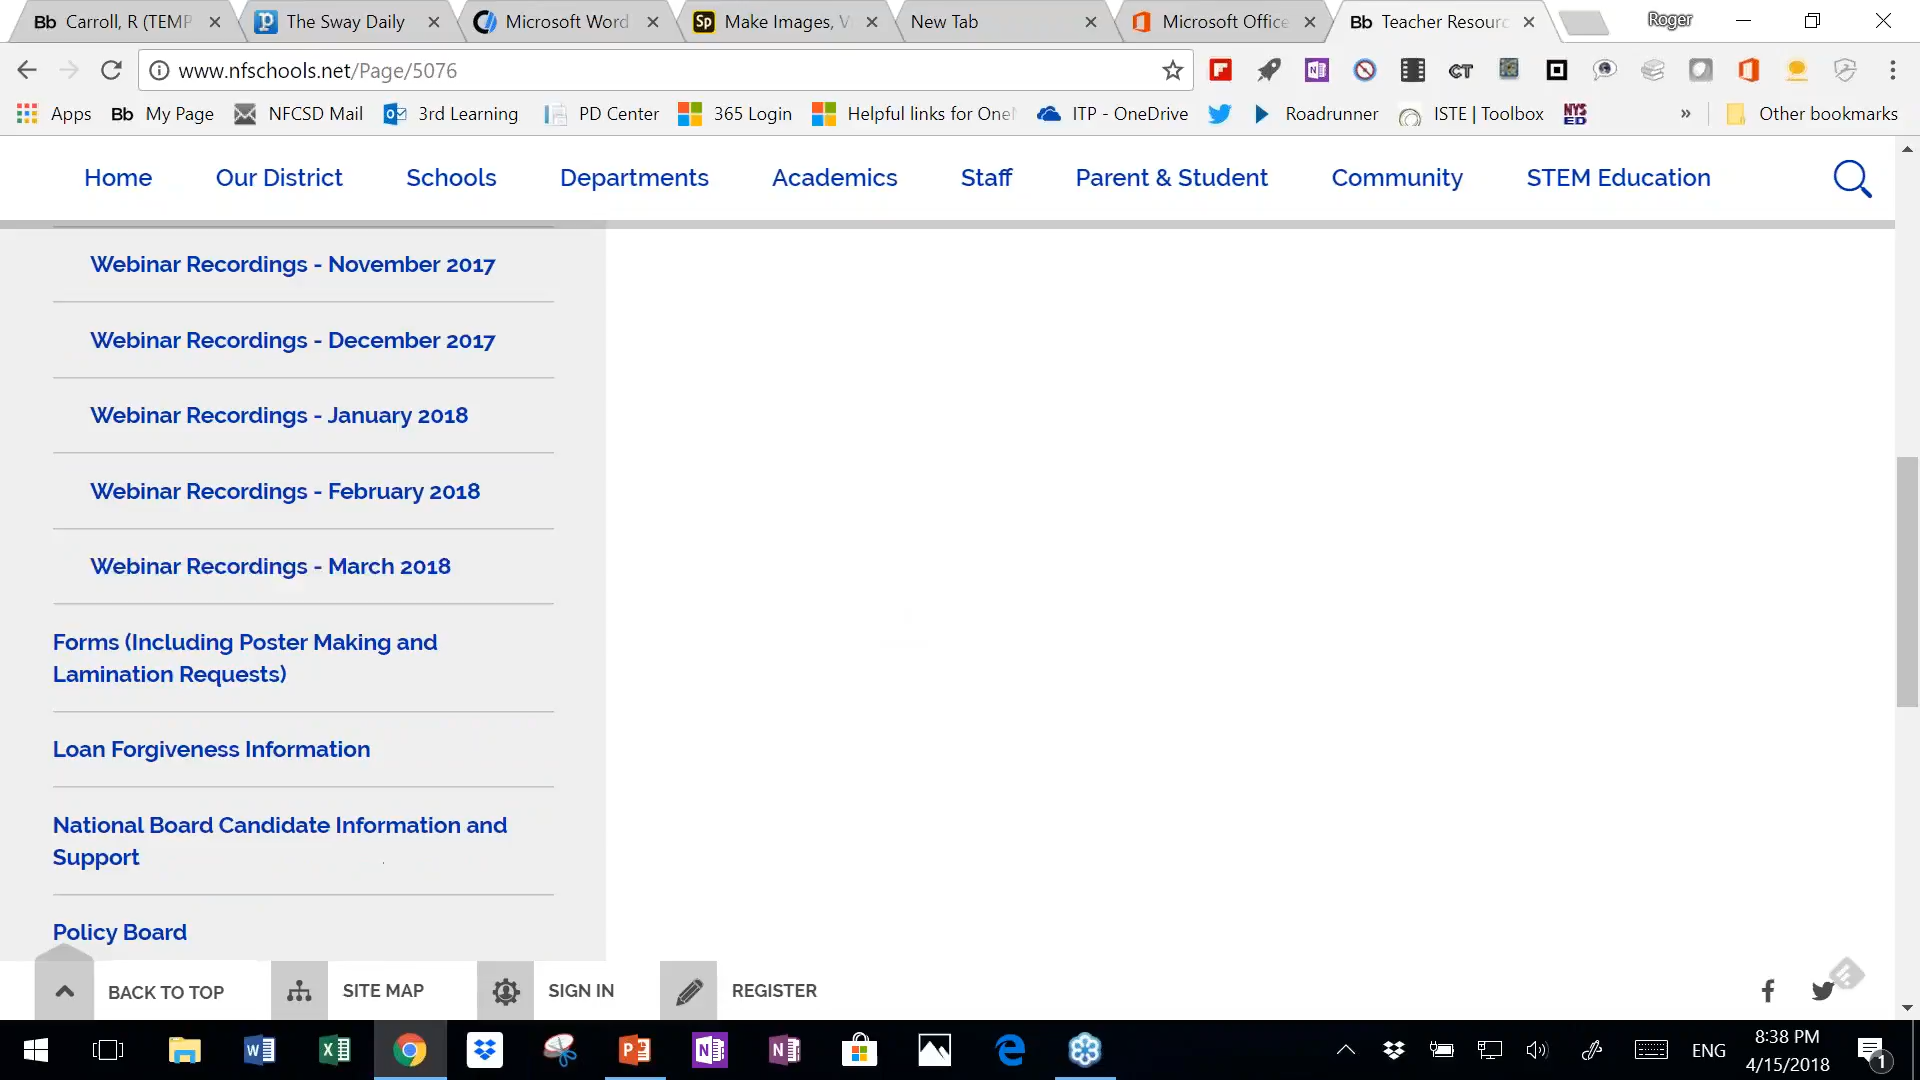 Bb Carroll, R (TEMP
The Sway Daily
Microsoft Word
Sp Make Images, V
New Tab
Microsoft Office
Bb Teacher Resourc
Roger
www.nfschools.net/Page/5076
CT
Apps
Bb My Page
NFCSD Mail
3rd Learning
PD Center
365 Login
Helpful links for One
ITP - OneDrive
Roadrunner
ISTE | Toolbox
NYS
ED
»
Other bookmarks
Home
Our District
Schools
Departments
Academics
Staff
Parent & Student
Community
STEM Education
Webinar Recordings - November 2017
Webinar Recordings - December 2017
Webinar Recordings - January 2018
Webinar Recordings - February 2018
Webinar Recordings - March 2018
Forms (Including Poster Making and
Lamination Requests)
Loan Forgiveness Information
National Board Candidate Information and
Support
Policy Board
BACK TO TOP
SITE MAP
SIGN IN
REGISTER
ENG
8:38 PM
4/15/2018
1